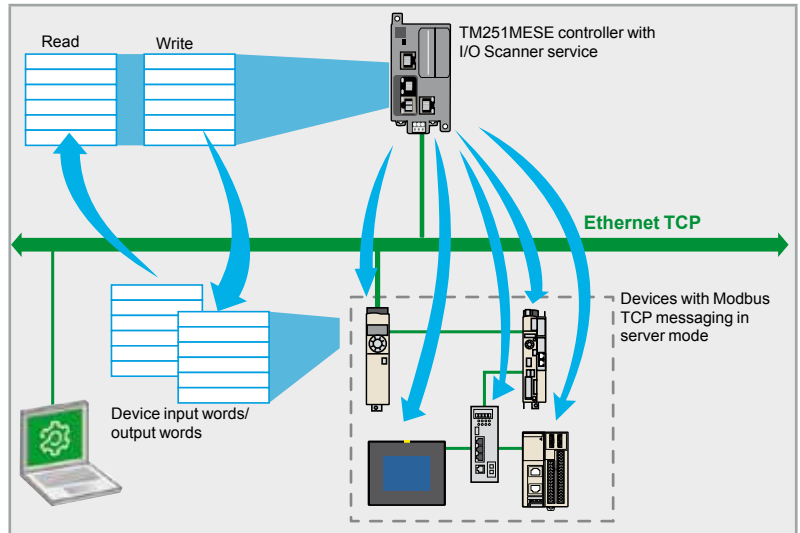 Read
Write
TM251MESE controller with
I/O Scanner service
Ethernet TCP
Devices with Modbus
TCP messaging in
server mode
Device input words/
output words